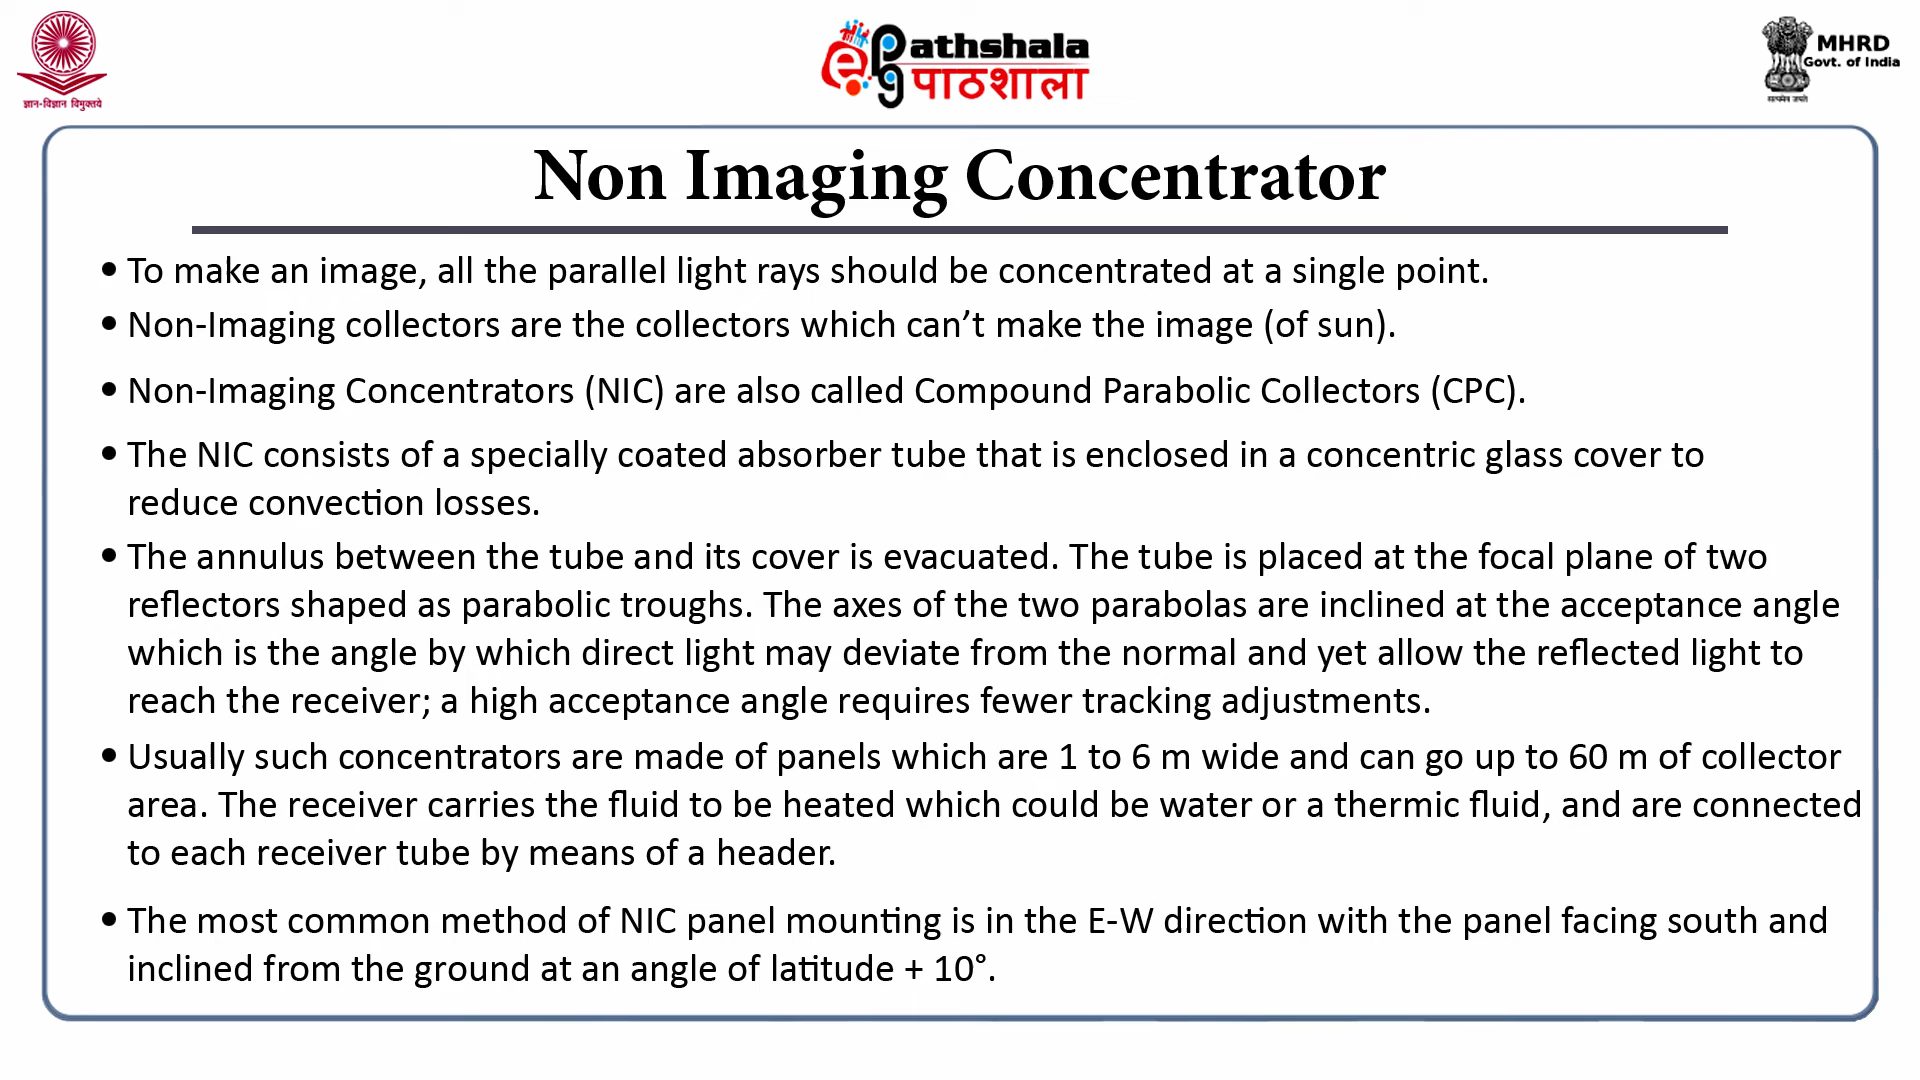 ज्ञान-विज्ञान विमुक्तये
ePathshala
पाठशाला
MHRD
Govt. of India
सत्यमेव जयते
Non Imaging Concentrator
• To make an image, all the parallel light rays should be concentrated at a single point.
• Non-Imaging collectors are the collectors which can’t make the image (of sun).
• Non-Imaging Concentrators (NIC) are also called Compound Parabolic Collectors (CPC).
• The NIC consists of a specially coated absorber tube that is enclosed in a concentric glass cover to
reduce convection losses.
• The annulus between the tube and its cover is evacuated. The tube is placed at the focal plane of two
reflectors shaped as parabolic troughs. The axes of the two parabolas are inclined at the acceptance angle
which is the angle by which direct light may deviate from the normal and yet allow the reflected light to
reach the receiver; a high acceptance angle requires fewer tracking adjustments.
• Usually such concentrators are made of panels which are 1 to 6 m wide and can go up to 60 m of collector
area. The receiver carries the fluid to be heated which could be water or a thermic fluid, and are connected
to each receiver tube by means of a header.
• The most common method of NIC panel mounting is in the E-W direction with the panel facing south and
inclined from the ground at an angle of latitude + 10°.